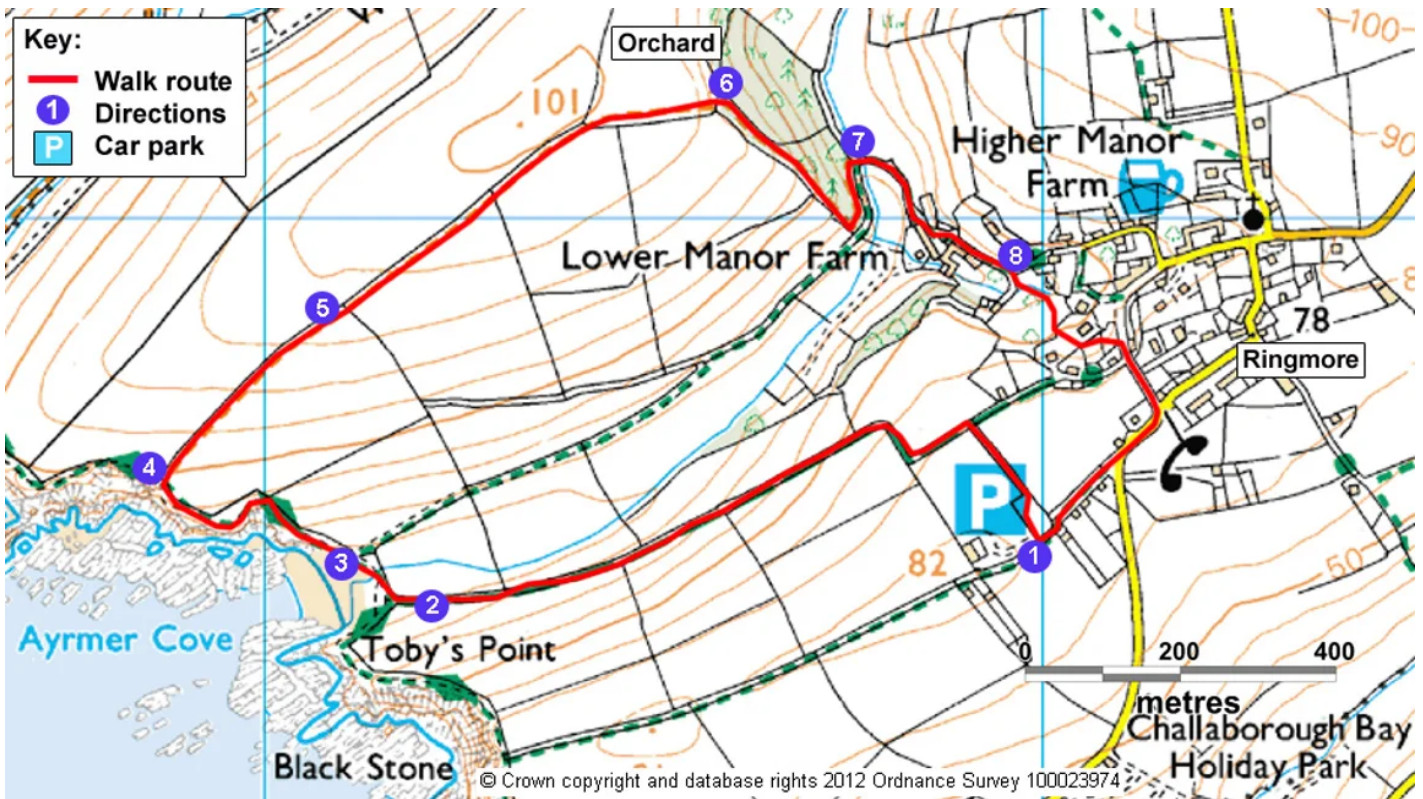 Key:
Walk route
1 Directions
P Car park
Orchard
6
101
100
7
Higher Manor
Farm
90
Lower Manor Farm
8
5
78
Ringmore
4
P
3
1
82
50
2
Ayrmer Cove
Toby's Point
0 200 400
metres
Challaborough Bay
Holiday Park
Black Stone
© Crown copyright and database rights 2012 Ordnance Survey 100023974